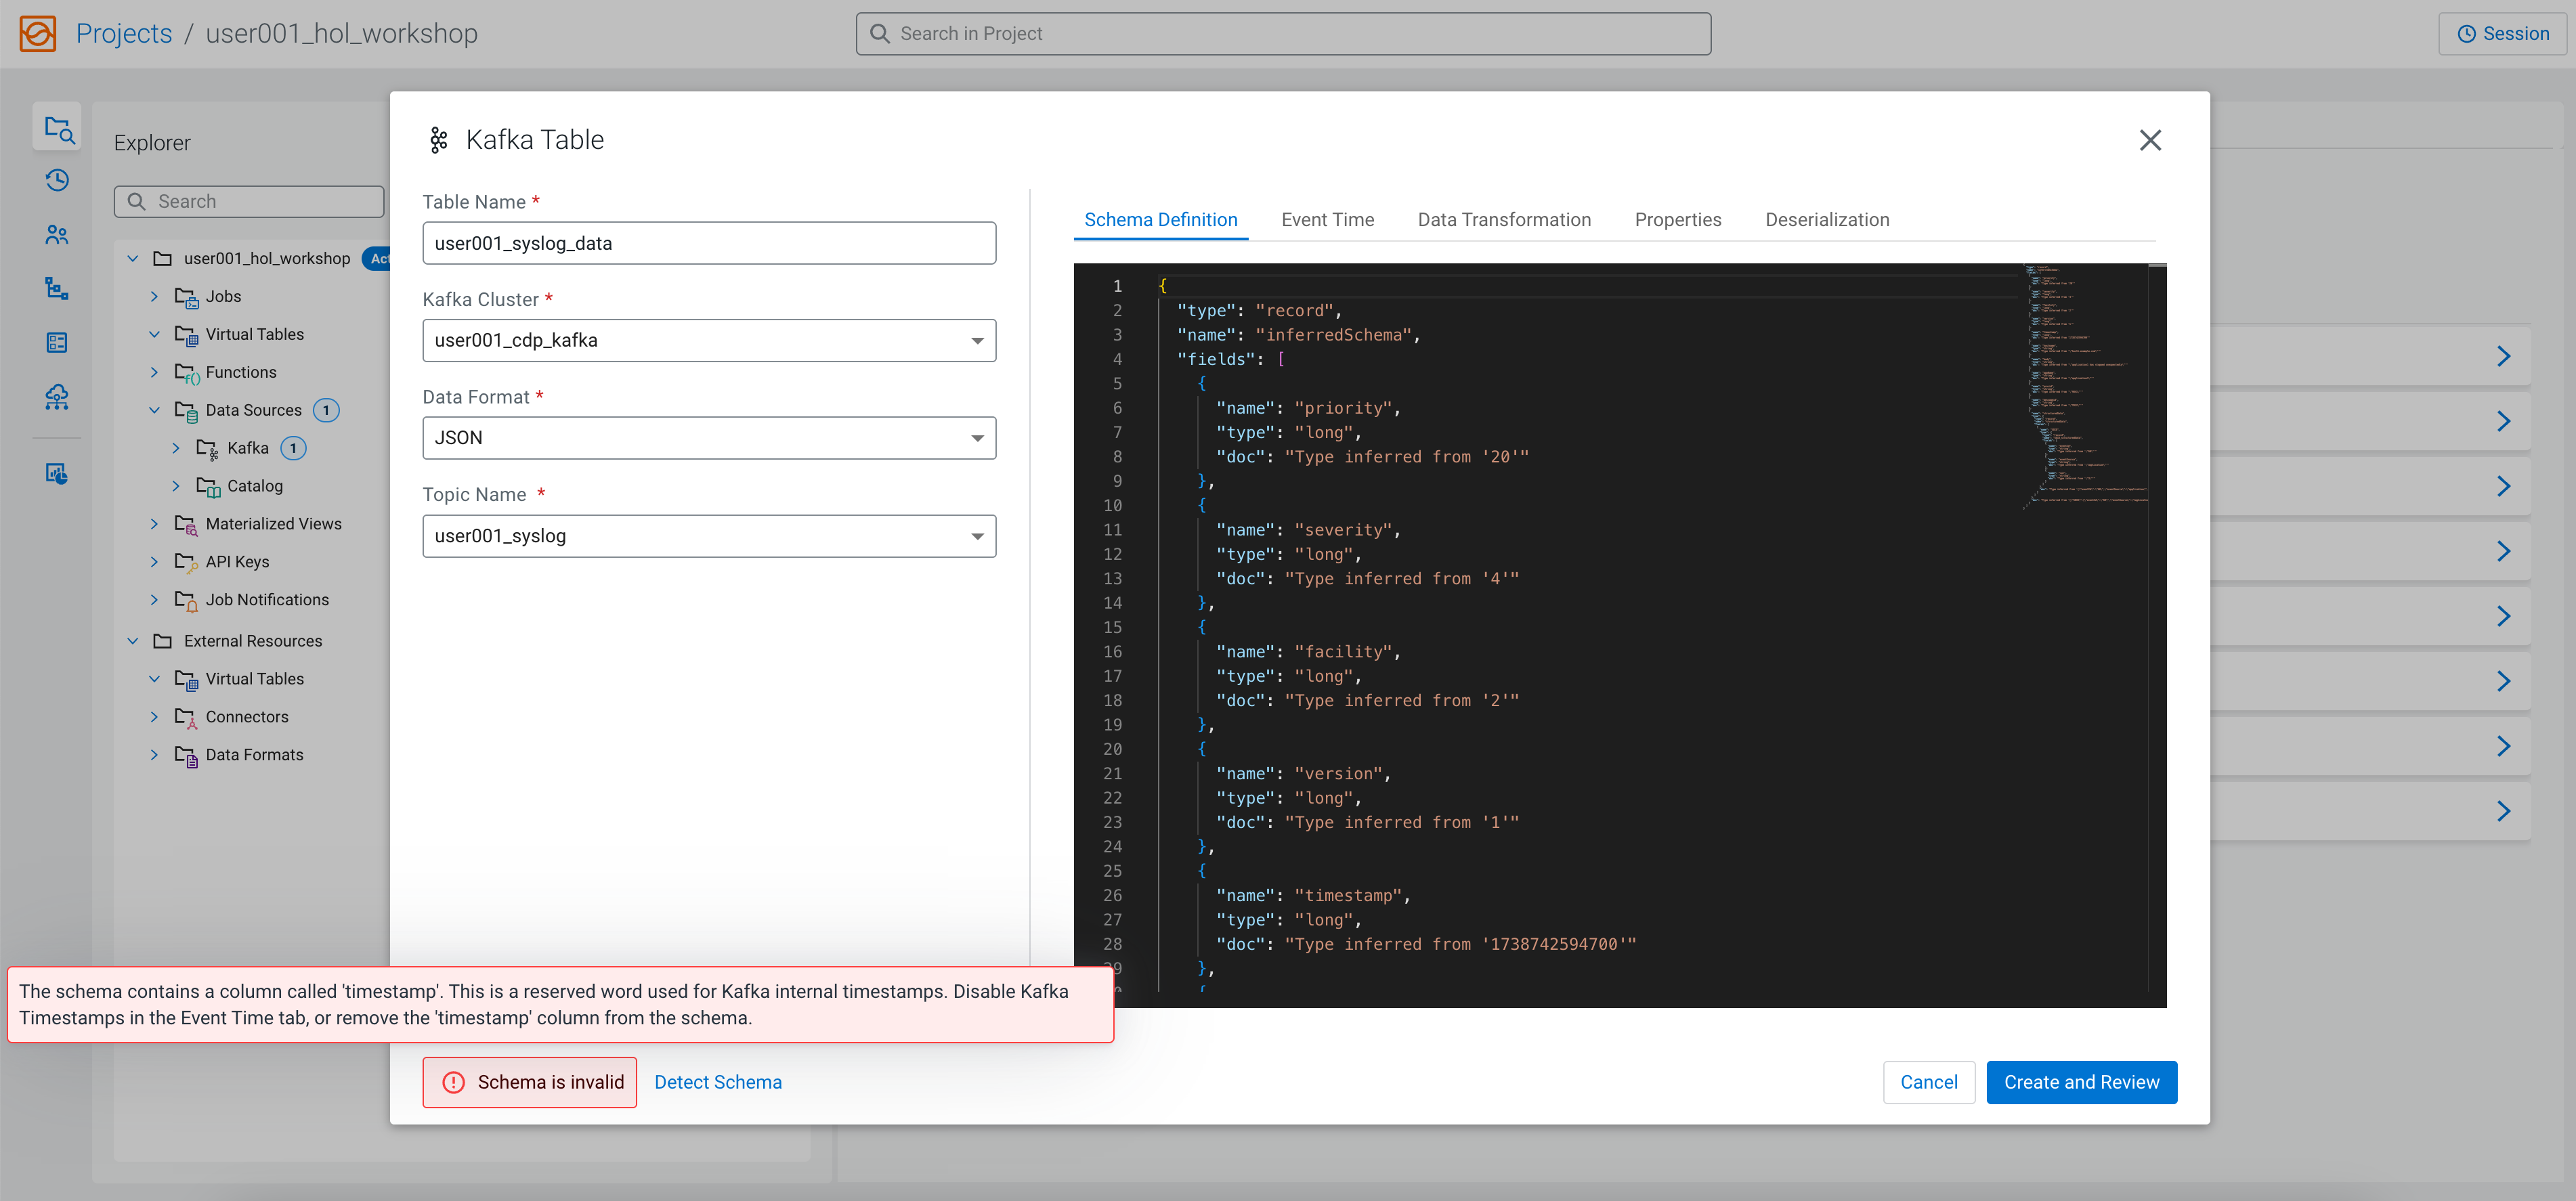 Projects / user001_hol_workshop
Search in Project
Session
Explorer
Search
user001_hol_workshop
Jobs
Virtual Tables
Functions
Data Sources 1
Kafka 1
Catalog
Materialized Views
API Keys
Job Notifications
External Resources
Virtual Tables
Connectors
Data Formats
Kafka Table
Table Name *
user001_syslog_data
Kafka Cluster *
user001_cdp_kafka
Data Format *
JSON
Topic Name *
user001_syslog
Schema Definition Event Time Data Transformation Properties Deserialization
1 {
2 "type": "record",
3 "name": "inferredSchema",
4 "fields": [
5 {
6 "name": "priority",
7 "type": "long",
8 "doc": "Type inferred from '20'"
9 },
10 {
11 "name": "severity",
12 "type": "long",
13 "doc": "Type inferred from '4'"
14 },
15 {
16 "name": "facility",
17 "type": "long",
18 "doc": "Type inferred from '2'"
19 },
20 {
21 "name": "version",
22 "type": "long",
23 "doc": "Type inferred from '1'"
24 },
25 {
26 "name": "timestamp",
27 "type": "long",
28 "doc": "Type inferred from '1738742594700'"
},
{
The schema contains a column called 'timestamp'. This is a reserved word used for Kafka internal timestamps. Disable Kafka
Timestamps in the Event Time tab, or remove the 'timestamp' column from the schema.
Schema is invalid
Detect Schema
Cancel
Create and Review